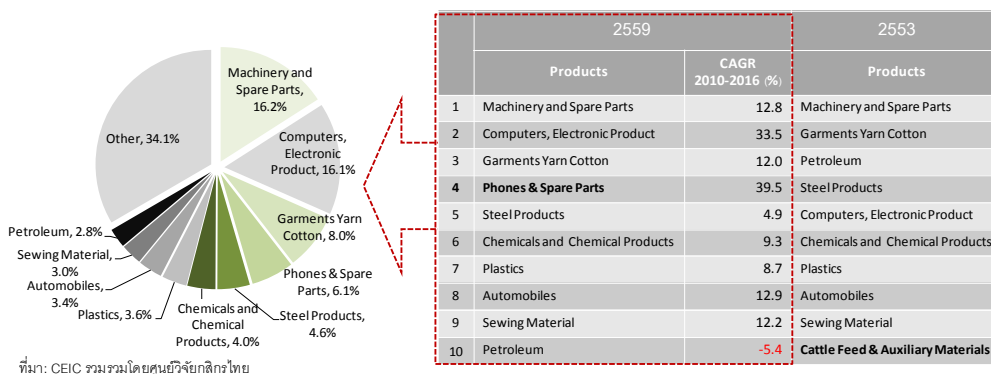 Machinery and
Spare Parts,
16.2%
Computers,
Electronic
Product, 16.1%
Garments Yarn
Cotton, 8.0%
Phones & Spare
Parts, 6.1%
Steel Products,
4.6%
Chemicals and
Chemical
Products, 4.0%
Plastics, 3.6%
Automobiles,
3.4%
Sewing Material,
3.0%
Petroleum, 2.8%
Other, 34.1%
2559 2553
Products CAGR 2010-2016 (%) Products
1 Machinery and Spare Parts 12.8 Machinery and Spare Parts
2 Computers, Electronic Product 33.5 Garments Yarn Cotton
3 Garments Yarn Cotton 12.0 Petroleum
4 Phones & Spare Parts 39.5 Steel Products
5 Steel Products 4.9 Computers, Electronic Product
6 Chemicals and Chemical Products 9.3 Chemicals and Chemical Products
7 Plastics 8.7 Plastics
8 Automobiles 12.9 Automobiles
9 Sewing Material 12.2 Sewing Material
10 Petroleum -5.4 Cattle Feed & Auxiliary Materials
ที่มา: CEIC รวมรวมโดยศูนย์วิจัยกสิกรไทย